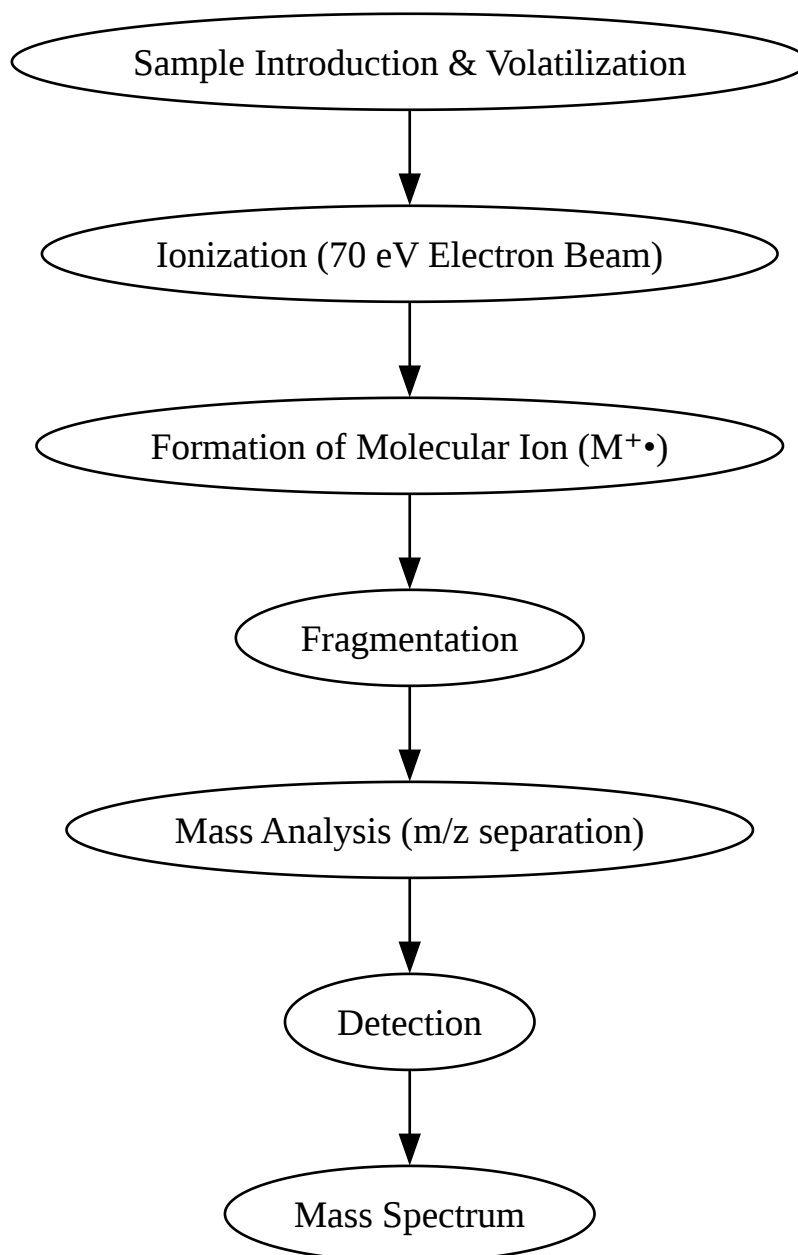 Sample Introduction & Volatilization
Ionization (70 eV Electron Beam)
Formation of Molecular Ion (M⁺•)
Fragmentation
Mass Analysis (m/z separation)
Detection
Mass Spectrum